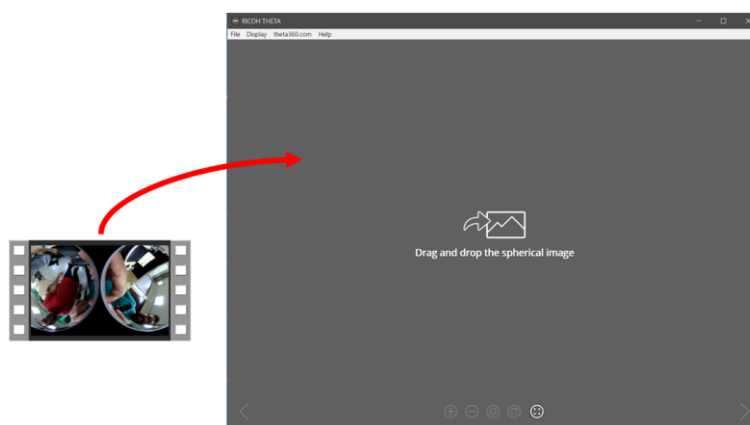 RICOH THETA
File Display theta360.com Help
Drag and drop the spherical image